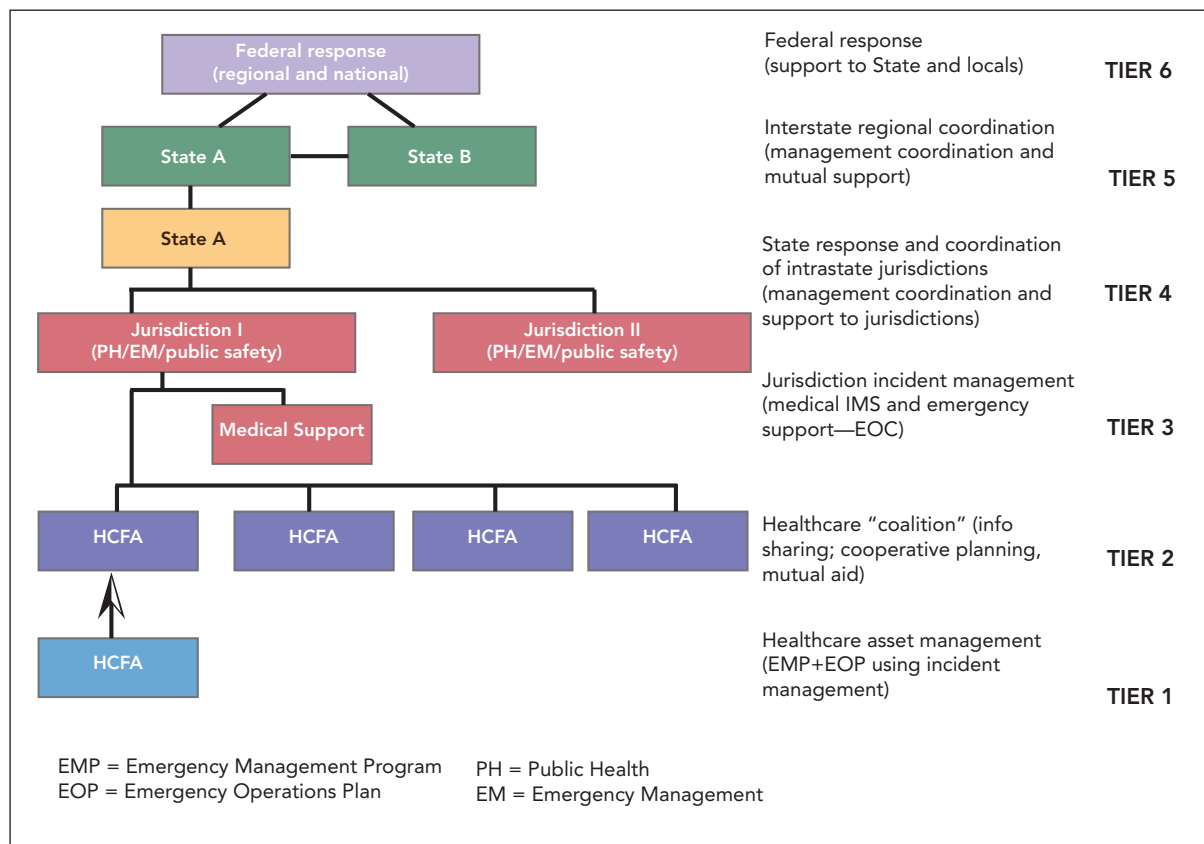 Federal response
(regional and national)
Federal response
(support to State and locals)
TIER 6
State A
State B
Interstate regional coordination
(management coordination and
mutual support)
TIER 5
State A
State response and coordination
of intrastate jurisdictions
(management coordination and
support to jurisdictions)
TIER 4
Jurisdiction I
(PH/EM/public safety)
Jurisdiction II
(PH/EM/public safety)
Medical Support
Jurisdiction incident management
(medical IMS and emergency
support—EOC)
TIER 3
HCFA
HCFA
HCFA
HCFA
Healthcare “coalition” (info
sharing; cooperative planning,
mutual aid)
TIER 2
HCFA
Healthcare asset management
(EMP+EOP using incident
management)
TIER 1
EMP = Emergency Management Program
EOP = Emergency Operations Plan
PH = Public Health
EM = Emergency Management